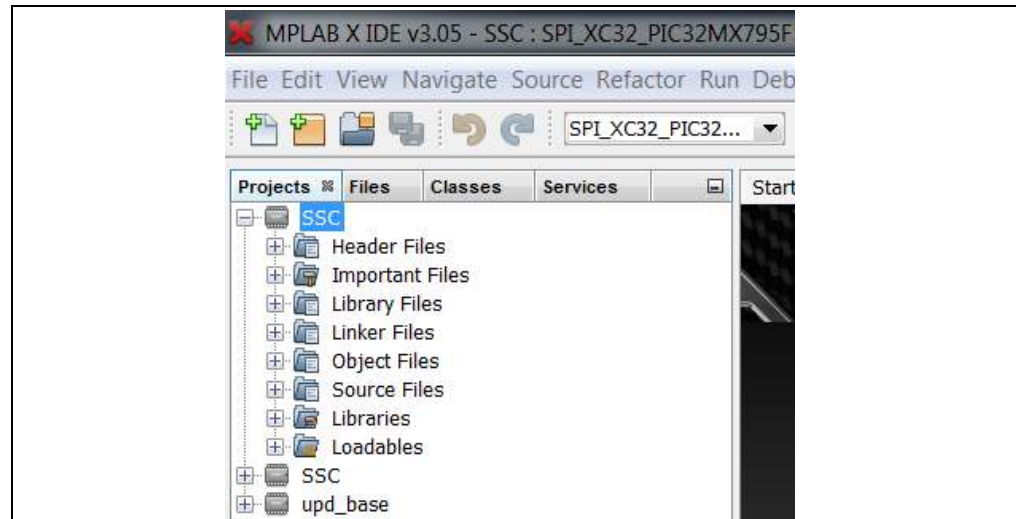 MPLAB X IDE v3.05 - SSC : SPI_XC32_PIC32MX795F
File Edit View Navigate Source Refactor Run Deb
SPI_XC32_PIC32...
Projects Files Classes Services Start
SSC
Header Files
Important Files
Library Files
Linker Files
Object Files
Source Files
Libraries
Loadables
SSC
upd_base